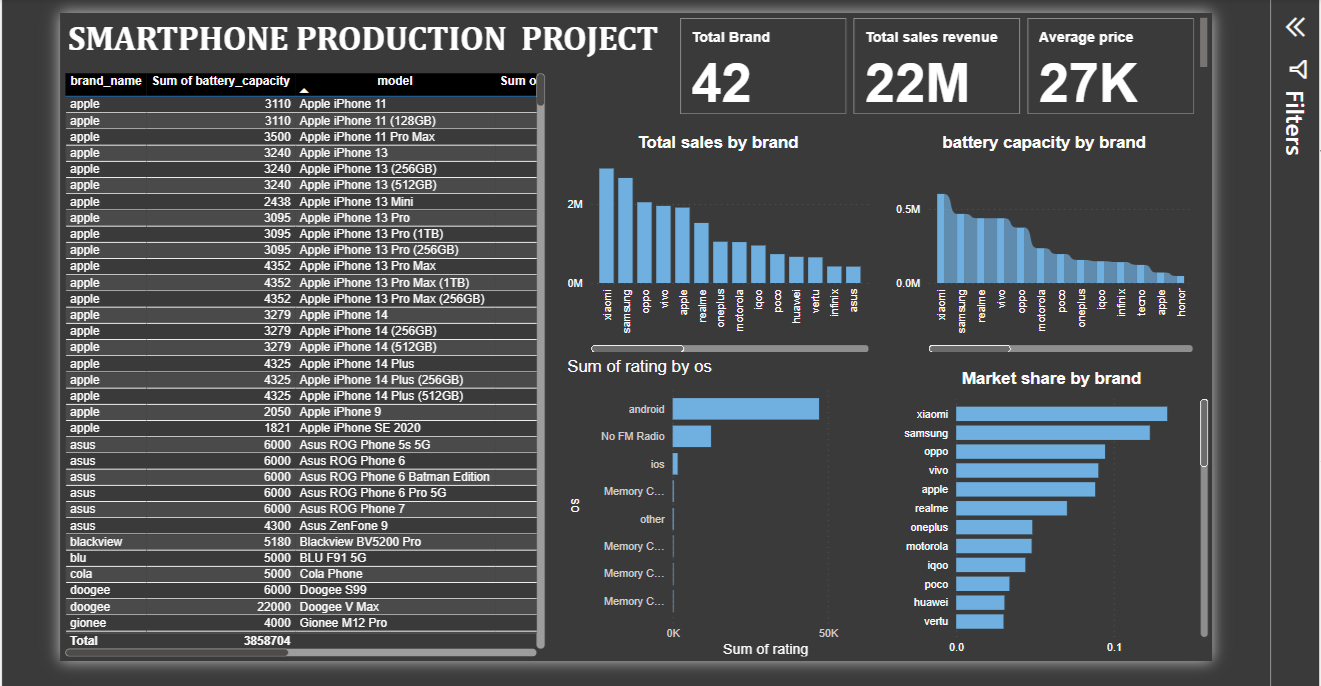 SMARTPHONE PRODUCTION PROJECT
Total Brand
42
Total sales revenue
22M
Average price
27K
Filters
brand_name Sum of battery_capacity model Sum o
apple 3110 Apple iPhone 11
apple 3110 Apple iPhone 11 (128GB)
apple 3500 Apple iPhone 11 Pro Max
apple 3240 Apple iPhone 13
apple 3240 Apple iPhone 13 (256GB)
apple 3240 Apple iPhone 13 (512GB)
apple 2438 Apple iPhone 13 Mini
apple 3095 Apple iPhone 13 Pro
apple 3095 Apple iPhone 13 Pro (1TB)
apple 3095 Apple iPhone 13 Pro (256GB)
apple 4352 Apple iPhone 13 Pro Max
apple 4352 Apple iPhone 13 Pro Max (1TB)
apple 4352 Apple iPhone 13 Pro Max (256GB)
apple 3279 Apple iPhone 14
apple 3279 Apple iPhone 14 (256GB)
apple 3279 Apple iPhone 14 (512GB)
apple 4325 Apple iPhone 14 Plus
apple 4325 Apple iPhone 14 Plus (256GB)
apple 4325 Apple iPhone 14 Plus (512GB)
apple 2050 Apple iPhone 9
apple 1821 Apple iPhone SE 2020
asus 6000 Asus ROG Phone 5s 5G
asus 6000 Asus ROG Phone 6
asus 6000 Asus ROG Phone 6 Batman Edition
asus 6000 Asus ROG Phone 6 Pro 5G
asus 6000 Asus ROG Phone 7
asus 4300 Asus ZenFone 9
blackview 5180 Blackview BV5200 Pro
blu 5000 BLU F91 5G
cola 5000 Cola Phone
doogee 6000 Doogee S99
doogee 22000 Doogee V Max
gionee 4000 Gionee M12 Pro
Total 3858704
Total sales by brand
2M
0M
xiaomi
samsung
oppo
vivo
apple
realme
oneplus
motorola
iqoo
poco
huawei
vertu
infinix
asus
battery capacity by brand
0.5M
0.0M
xiaomi
samsung
realme
vivo
oppo
motorola
poco
oneplus
iqoo
infinix
tecno
apple
honor
Sum of rating by os
os
android
No FM Radio
ios
Memory C...
other
Memory C...
Memory C...
Memory C...
0K 50K
Sum of rating
Market share by brand
xiaomi
samsung
oppo
vivo
apple
realme
oneplus
motorola
iqoo
poco
huawei
vertu
0.0 0.1